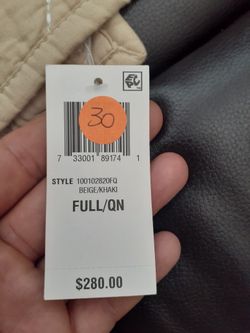 30
7 33001 89174 1
STYLE 100102820FQ
BEIGE/KHAKI
FULL/QN
$280.00